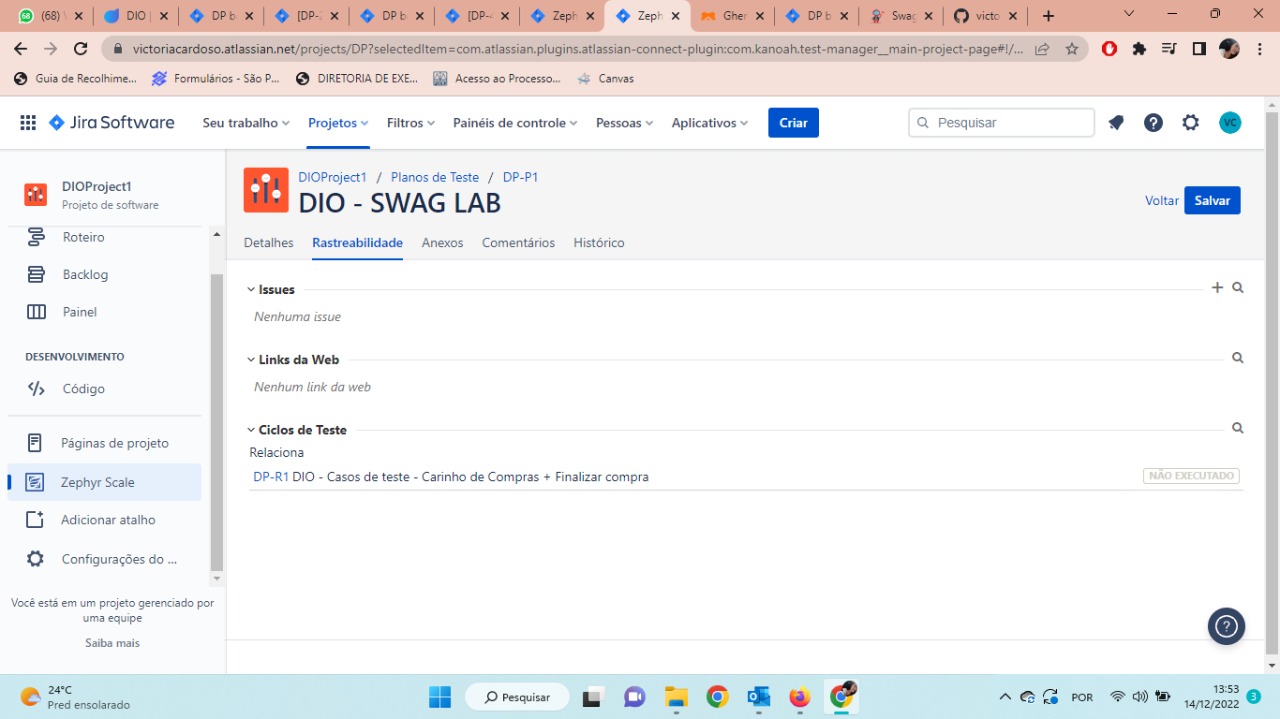 68
(68) \
DIO
DP b
[DP-2
DP b
[DP-4
Zeph
Zeph
Gher
DP b
Swag
victo
victoriacardoso.atlassian.net/projects/DP?selectedItem=com.atlassian.plugins.atlassian-connect-plugin:com.kanoah.test-manager__main-project-page#!/...
Guia de Recolhime...
Formulários - São P...
DIRETORIA DE EXE...
Acesso ao Processo...
Canvas
Jira Software
Seu trabalho
Projetos
Filtros
Painéis de controle
Pessoas
Aplicativos
Criar
Pesquisar
VC
DIOProject1
Projeto de software
Roteiro
Backlog
Painel
DESENVOLVIMENTO
Código
Páginas de projeto
Zephyr Scale
Adicionar atalho
Configurações do ...
Você está em um projeto gerenciado por
uma equipe
Saiba mais
DIOProject1 / Planos de Teste / DP-P1
DIO - SWAG LAB
Voltar
Salvar
Detalhes
Rastreabilidade
Anexos
Comentários
Histórico
Issues
Nenhuma issue
Links da Web
Nenhum link da web
Ciclos de Teste
Relaciona
DP-R1 DIO - Casos de teste - Carinho de Compras + Finalizar compra
NÃO EXECUTADO
24°C
Pred ensolarado
Pesquisar
POR
13:53
14/12/2022
3